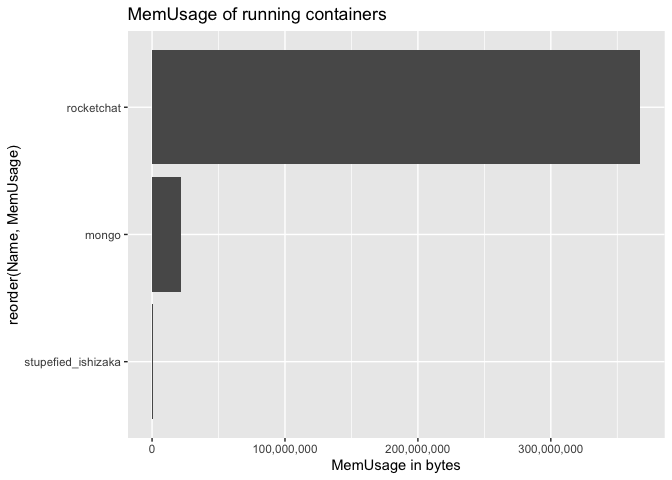 MemUsage of running containers
reorder(Name, MemUsage)
rocketchat
mongo
stupefied_ishizaka
0 100,000,000 200,000,000 300,000,000
MemUsage in bytes